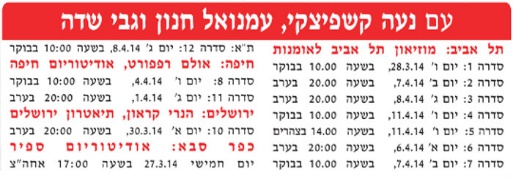 עם נעה קשפיצקי, עמנואל חנון וגבי שדה
תל אביב: מוזיאון תל אביב לאומנות
סדרה 1: יום ו' 28.3.14, בשעה 10.00 בבוקר
סדרה 2: יום ב' 7.4.14, בשעה 20.00 בערב
סדרה 3: יום ג' 8.4.14, בשעה 20.00 בערב
סדרה 4: יום ו' 11.4.14, בשעה 10.00 בבוקר
סדרה 5: יום ו' 11.4.14, בשעה 14.00 בצהרים
סדרה 6: יום א' 6.4.14, בשעה 20.00 בערב
סדרה 7: יום ב' 7.4.14, בשעה 10.00 בבוקר
ת"א: סדרה 12: יום ג' 8.4.14, בשעה 10:00 בבוקר
חיפה: אולם רפפורט, אודיטוריום חיפה
סדרה 8: יום ו' 4.4.14, בשעה 10:00 בבוקר
סדרה 11: יום ג' 1.4.14, בשעה 20:00 בערב
ירושלים: הנרי קראון, תיאטרון ירושלים
סדרה 10: יום א' 30.3.14, בשעה 20:00 בערב
כפר סבא: אודיטוריום ספיר
יום חמישי 27.3.14 בשעה 17:00 אחה"צ